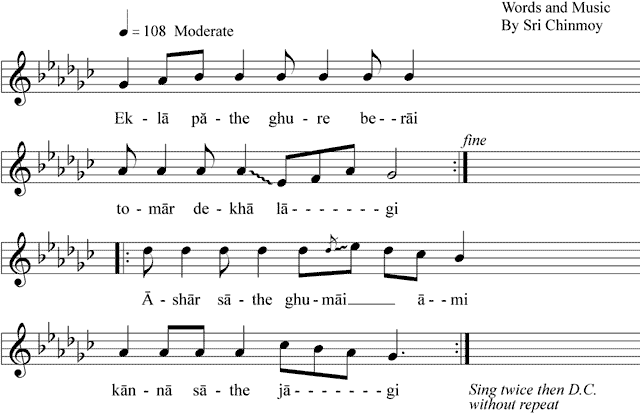 Words and Music
By Sri Chinmoy
= 108 Moderate
Ek - lā pă - the ghu - re be - rāi
fine
to - mār de - khā lā - - - - - - - gi
Ā - shār sā - the ghu - māi ____ ā - mi
kān - nā sā - the jā - - - - - - - gi
Sing twice then D.C.
without repeat